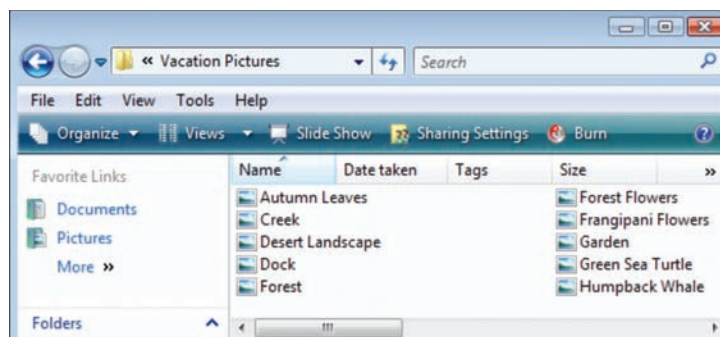 « Vacation Pictures Search
File Edit View Tools Help
Organize Views Slide Show Sharing Settings Burn ?
Favorite Links
Documents
Pictures
More »
Folders
Name Date taken Tags Size »
Autumn Leaves Forest Flowers
Creek Frangipani Flowers
Desert Landscape Garden
Dock Green Sea Turtle
Forest Humpback Whale